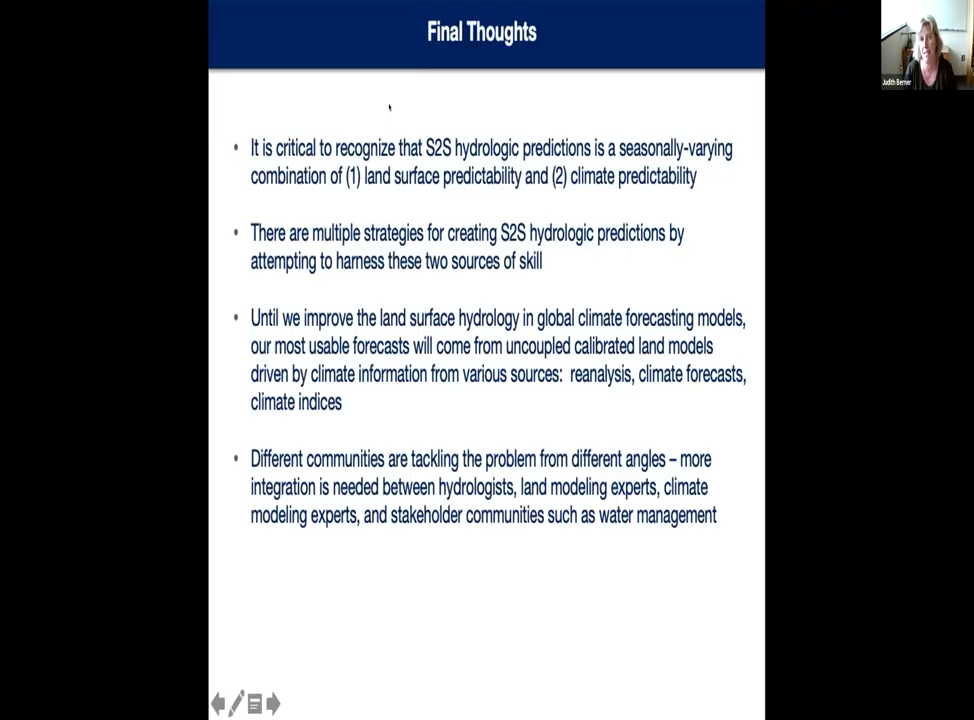 Final Thoughts
Judith Berner
• It is critical to recognize that S2S hydrologic predictions is a seasonally-varying
combination of (1) land surface predictability and (2) climate predictability
• There are multiple strategies for creating S2S hydrologic predictions by
attempting to harness these two sources of skill
• Until we improve the land surface hydrology in global climate forecasting models,
our most usable forecasts will come from uncoupled calibrated land models
driven by climate information from various sources: reanalysis, climate forecasts,
climate indices
• Different communities are tackling the problem from different angles – more
integration is needed between hydrologists, land modeling experts, climate
modeling experts, and stakeholder communities such as water management